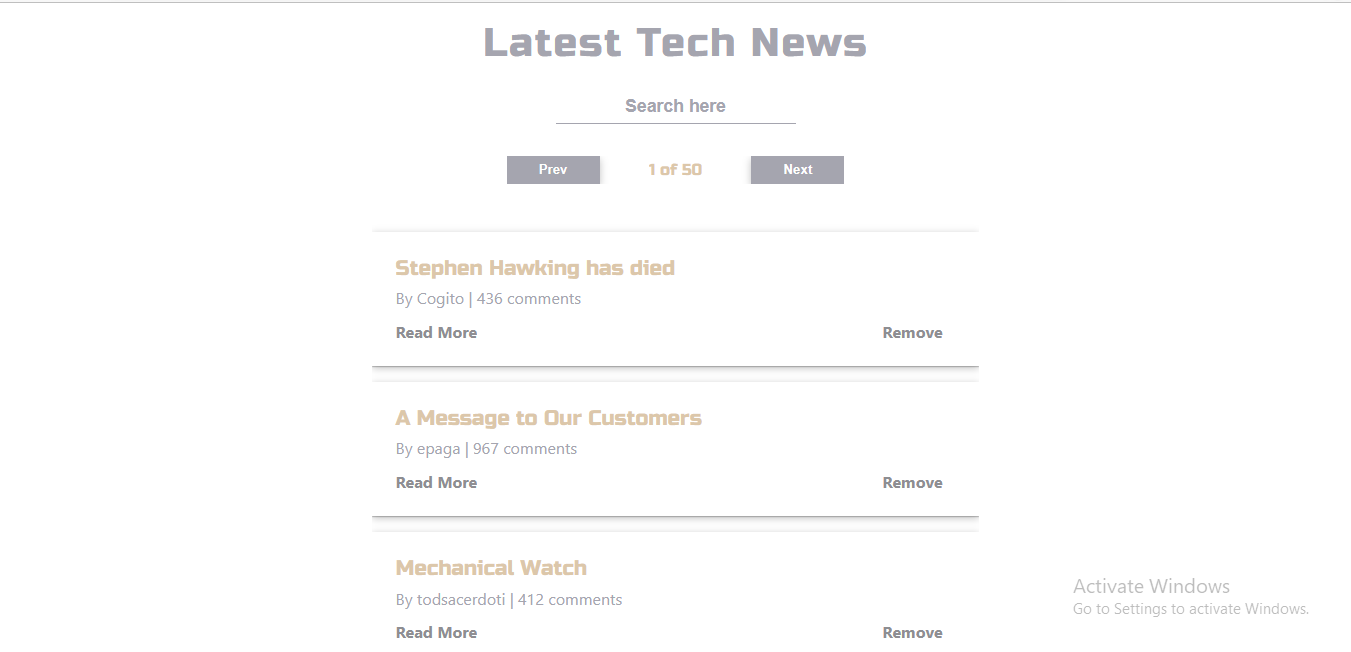 Latest Tech News
Search here
Prev 1 of 50 Next
Stephen Hawking has died
By Cogito | 436 comments
Read More Remove
A Message to Our Customers
By epaga | 967 comments
Read More Remove
Mechanical Watch
By todsacerdoti | 412 comments
Read More Remove
Activate Windows
Go to Settings to activate Windows.